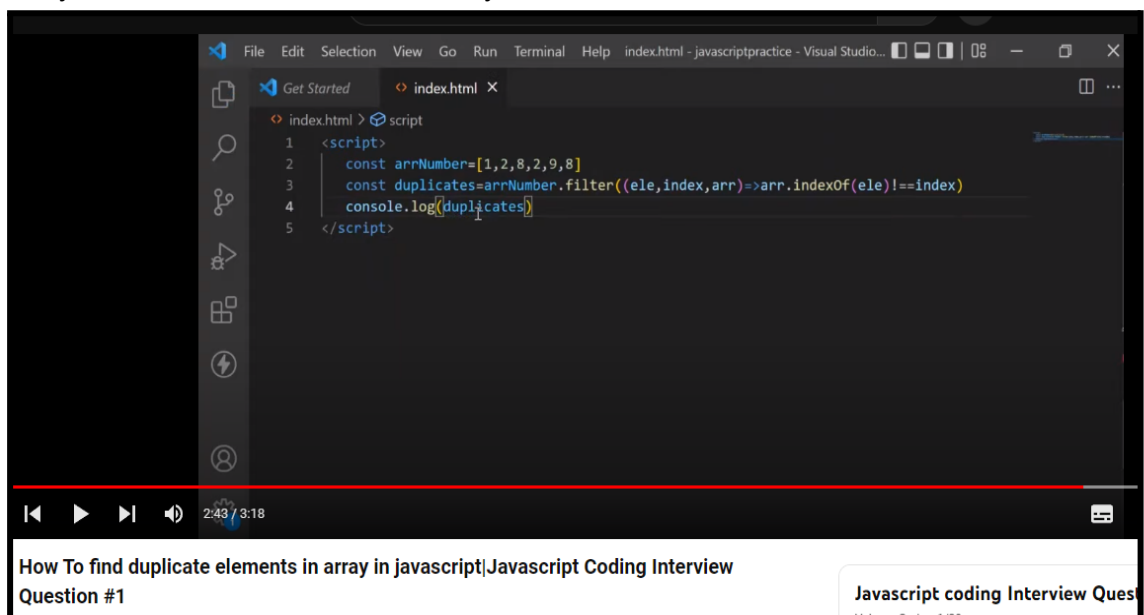 File Edit Selection View Go Run Terminal Help index.html - javascriptpractice - Visual Studio...
Get Started index.html
index.html > script
1 <script>
2 const arrNumber=[1,2,8,2,9,8]
3 const duplicates=arrNumber.filter((ele,index,arr)=>arr.indexOf(ele)!==index)
4 console.log(duplicates)
5 </script>
2:43 / 3:18
How To find duplicate elements in array in javascript|Javascript Coding Interview
Question #1
Javascript coding Interview Quest